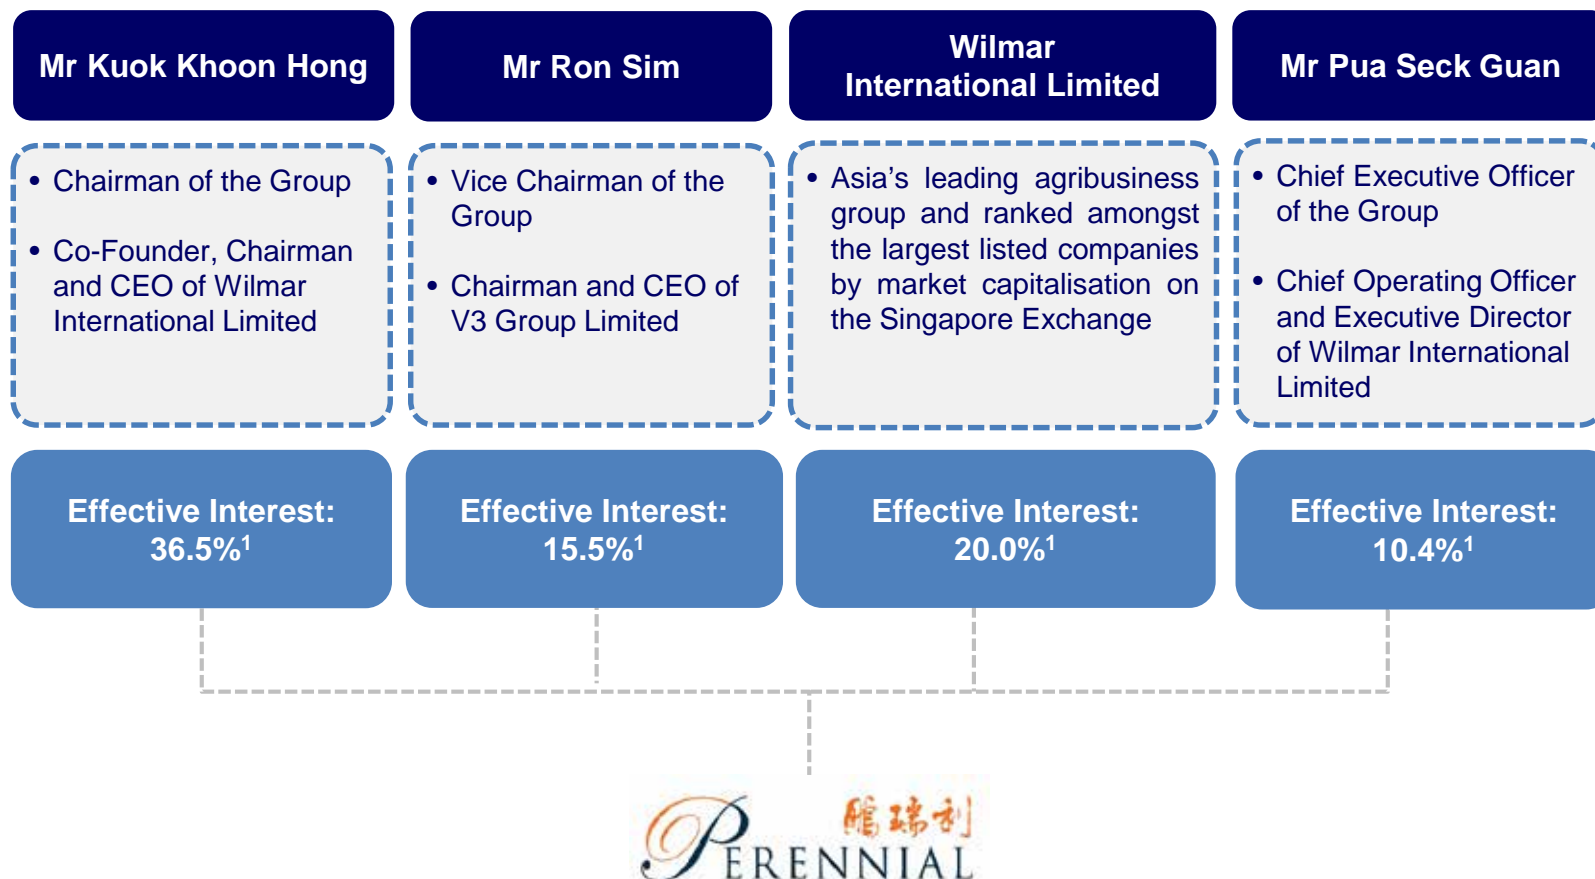 Mr Kuok Khoon Hong
Mr Ron Sim
Wilmar
International Limited
Mr Pua Seck Guan
• Chairman of the Group
• Co-Founder, Chairman
and CEO of Wilmar
International Limited
• Vice Chairman of the
Group
• Chairman and CEO of
V3 Group Limited
• Asia's leading agribusiness
group and ranked amongst
the largest listed companies
by market capitalisation on
the Singapore Exchange
• Chief Executive Officer
of the Group
• Chief Operating Officer
and Executive Director
of Wilmar International
Limited
Effective Interest:
36.5%¹
Effective Interest:
15.5%¹
Effective Interest:
20.0%¹
Effective Interest:
10.4%¹
鵬瑞利
PERENNIAL